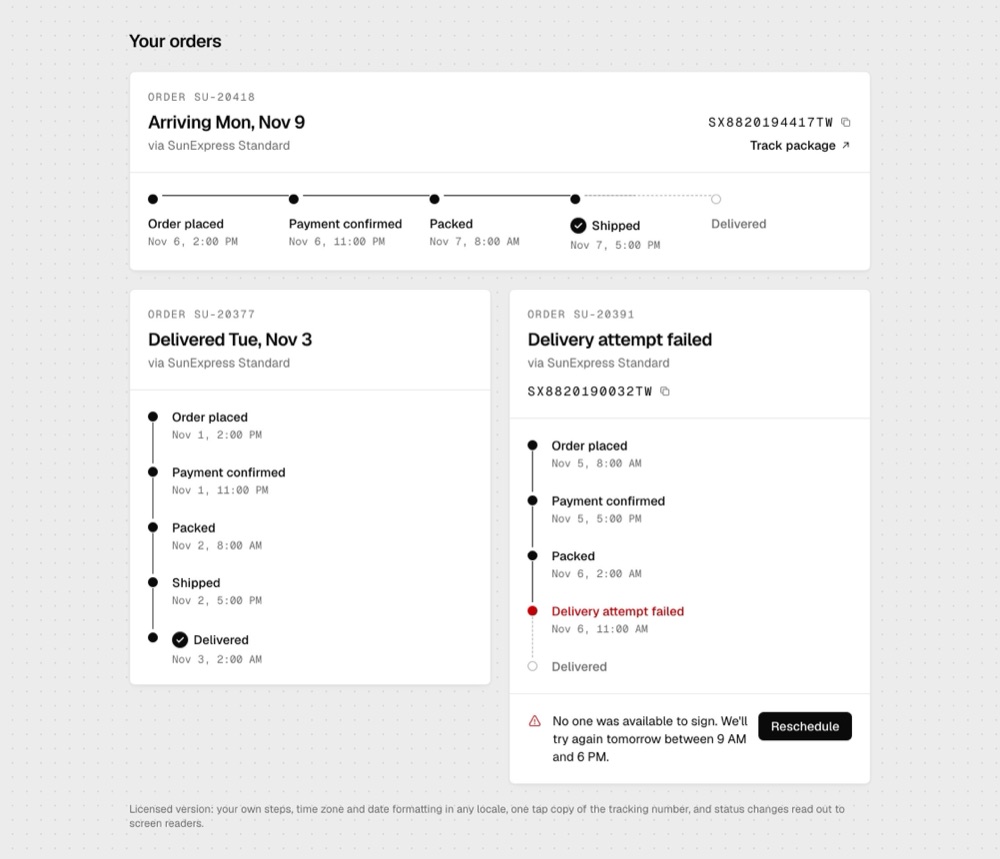 Your orders
ORDER SU-20418
Arriving Mon, Nov 9
via SunExpress Standard
SX8820194417TW
Track package ↗
Order placed
Nov 6, 2:00 PM
Payment confirmed
Nov 6, 11:00 PM
Packed
Nov 7, 8:00 AM
Shipped
Nov 7, 5:00 PM
Delivered
ORDER SU-20377
Delivered Tue, Nov 3
via SunExpress Standard
Order placed
Nov 1, 2:00 PM
Payment confirmed
Nov 1, 11:00 PM
Packed
Nov 2, 8:00 AM
Shipped
Nov 2, 5:00 PM
Delivered
Nov 3, 2:00 AM
ORDER SU-20391
Delivery attempt failed
via SunExpress Standard
SX8820190032TW
Order placed
Nov 5, 8:00 AM
Payment confirmed
Nov 5, 5:00 PM
Packed
Nov 6, 2:00 AM
Delivery attempt failed
Nov 6, 11:00 AM
Delivered
No one was available to sign. We'll
try again tomorrow between 9 AM
and 6 PM.
Reschedule
Licensed version: your own steps, time zone and date formatting in any locale, one tap copy of the tracking number, and status changes read out to
screen readers.